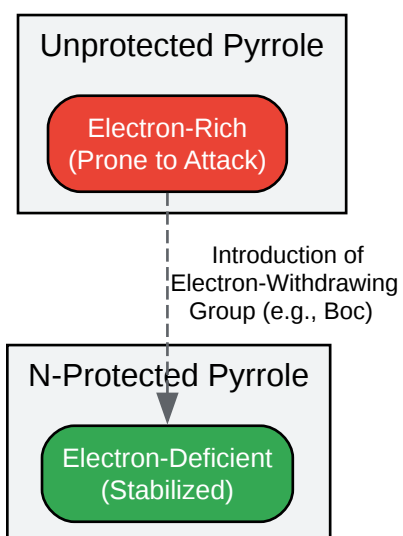 Unprotected Pyrrole
Electron-Rich
(Prone to Attack)
Introduction of
Electron-Withdrawing
Group (e.g., Boc)
N-Protected Pyrrole
Electron-Deficient
(Stabilized)